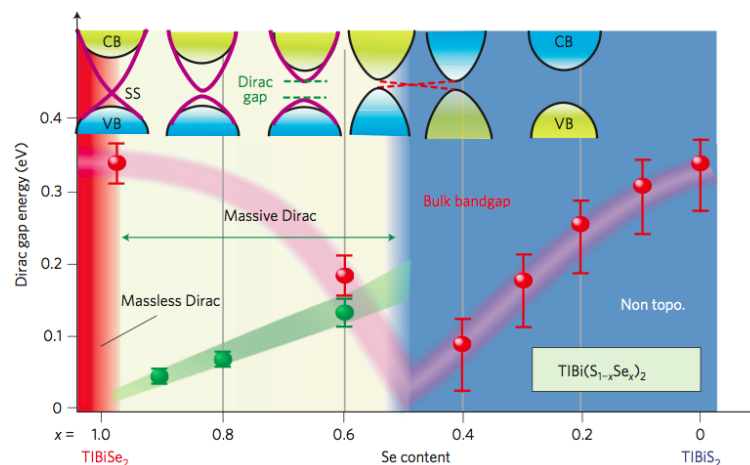 CB
CB
SS
Dirac
gap
VB
VB
0.4
0.3
0.2
0.1
0
Dirac gap energy (eV)
Massive Dirac
Bulk bandgap
Massless Dirac
Non topo.
TlBi(S₁₋ₓSeₓ)₂
x = 1.0 0.8 0.6 0.4 0.2 0
TlBiSe₂ Se content TlBiS₂